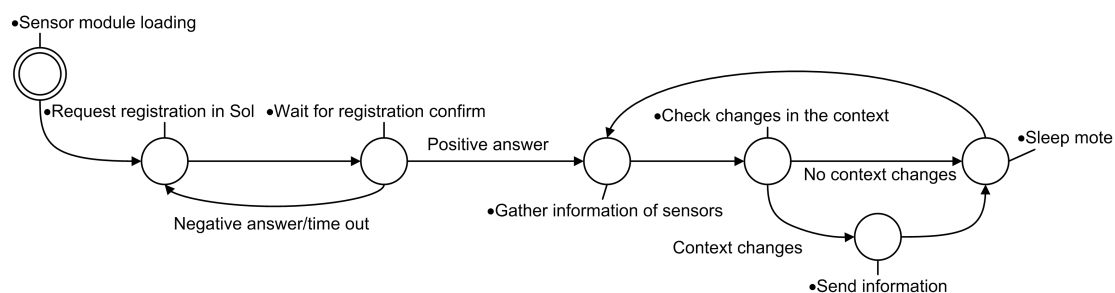 •Sensor module loading
•Request registration in Sol
•Wait for registration confirm
Positive answer
•Check changes in the context
•Sleep mote
No context changes
•Gather information of sensors
Negative answer/time out
Context changes
•Send information